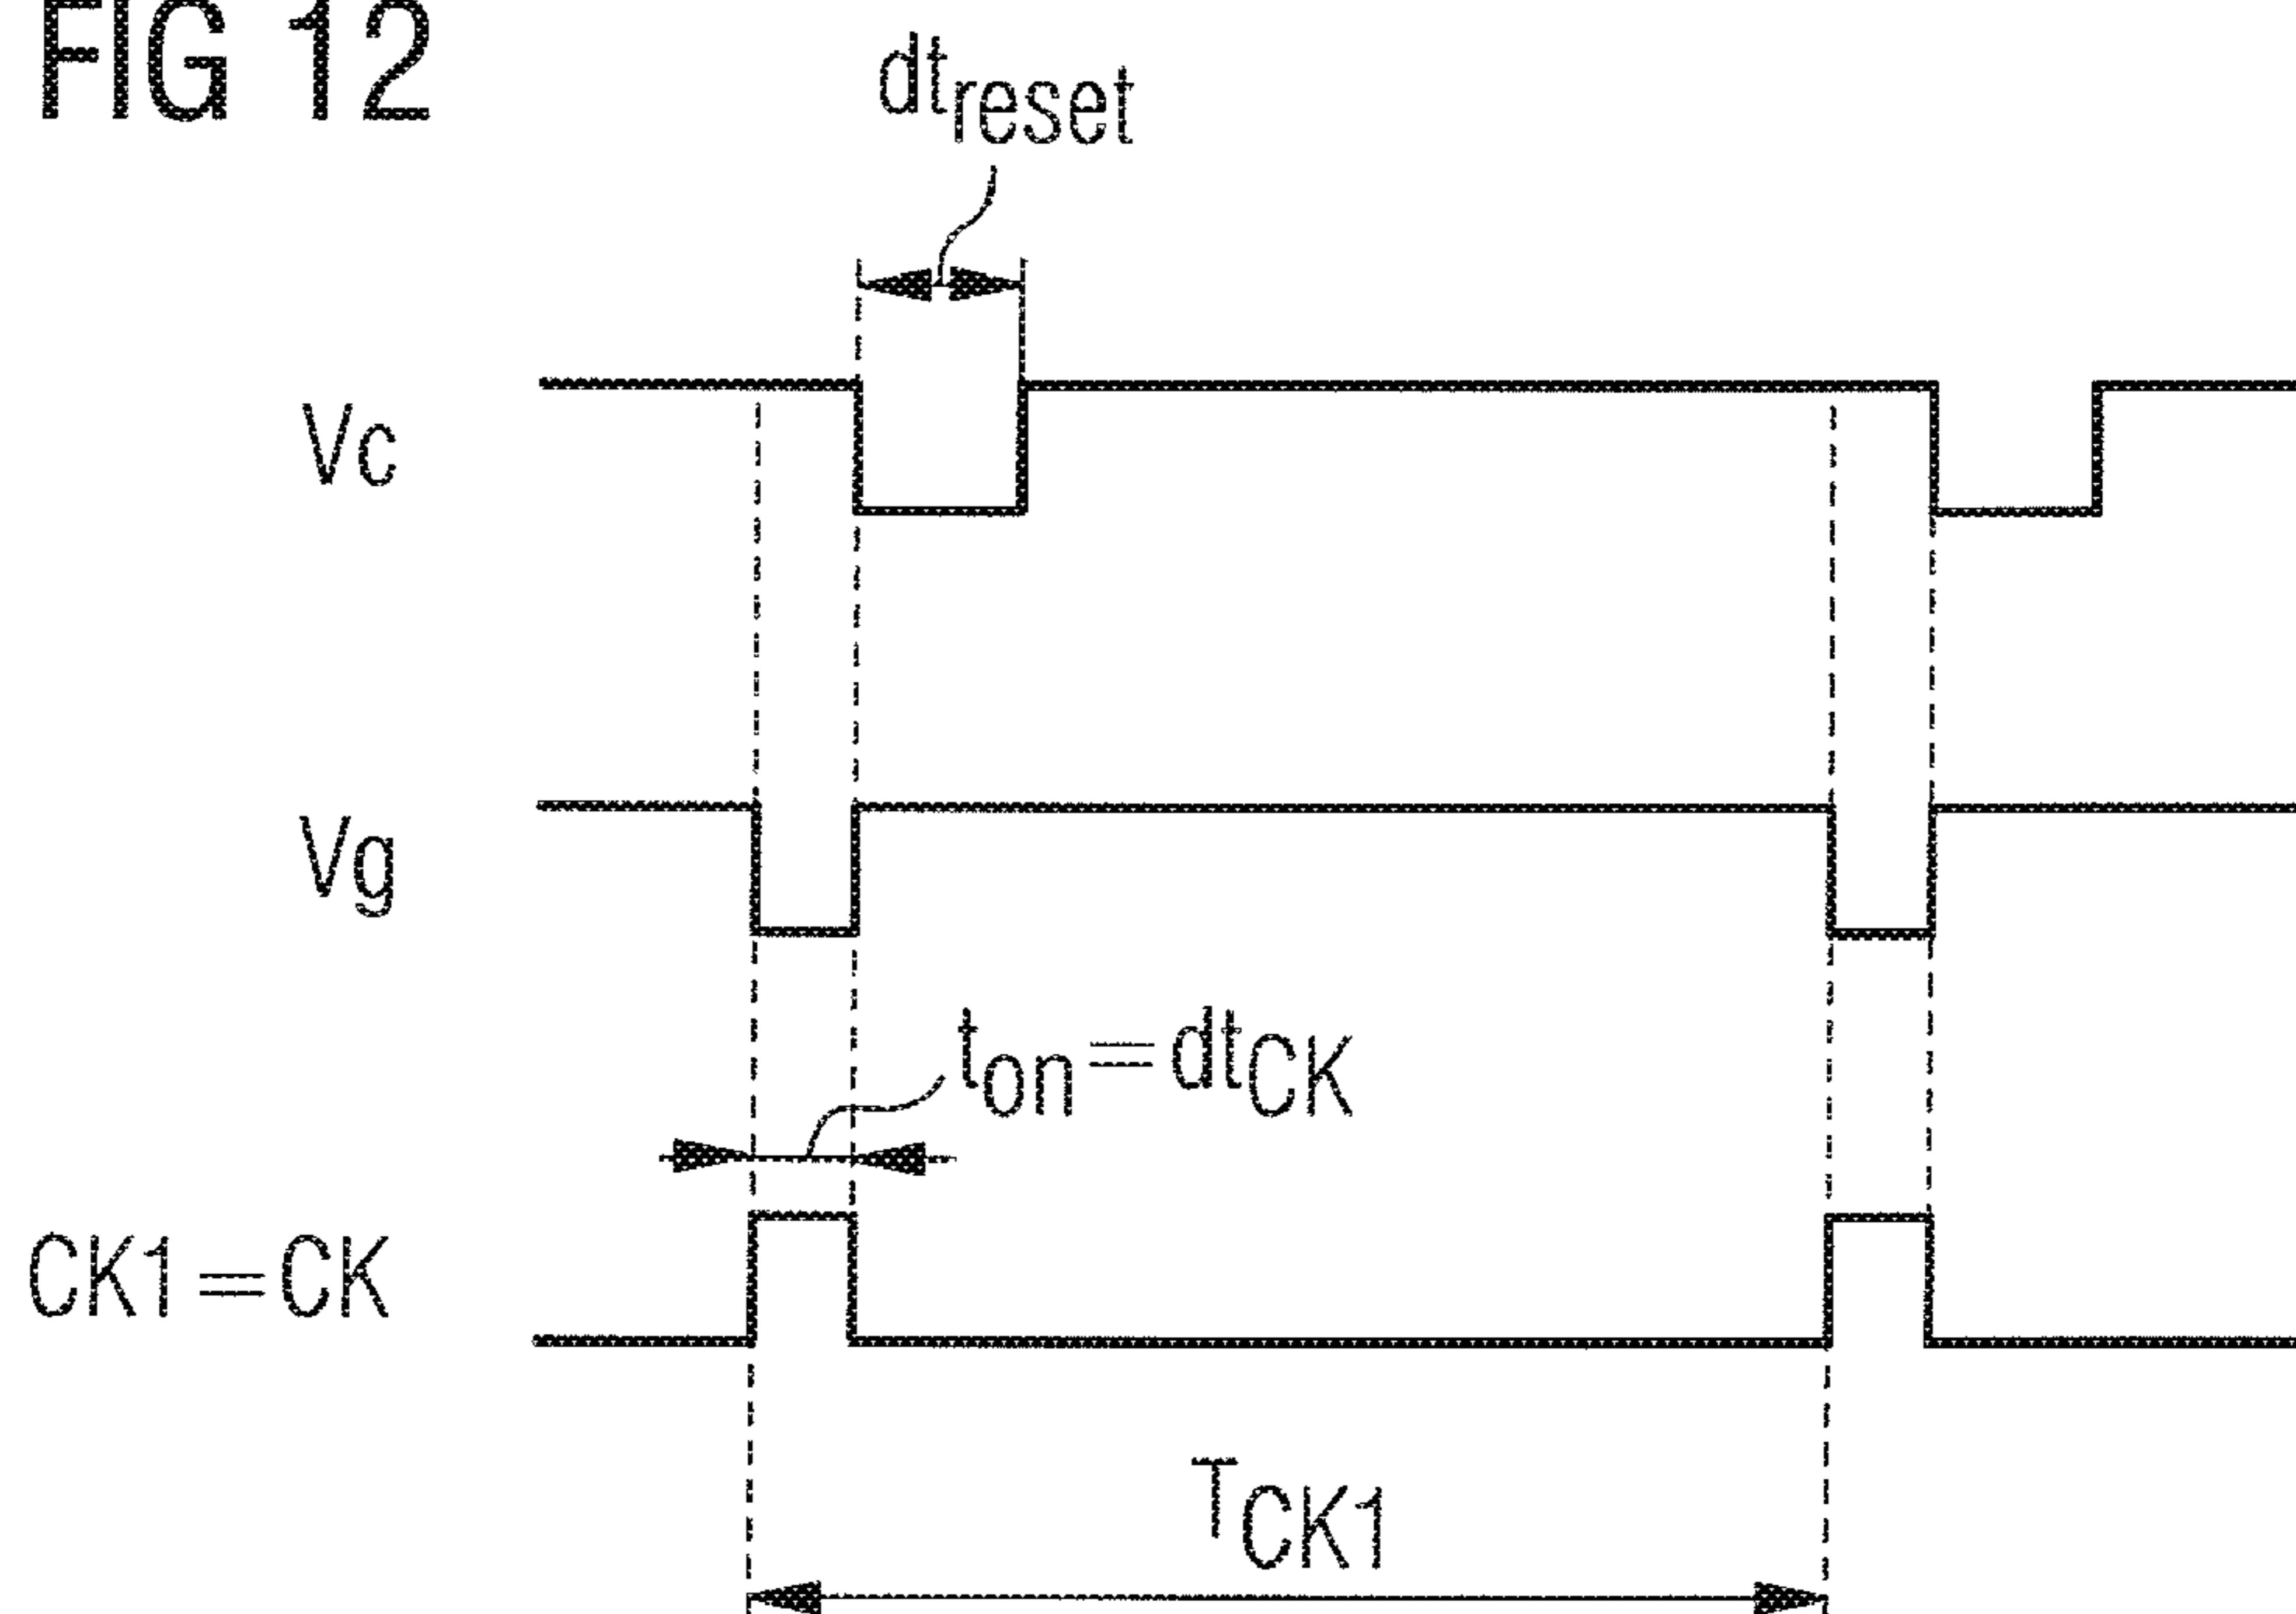 FIG 12
dtreset
Vc
Vg
ton=dtCK
CK1=CK
TCK1